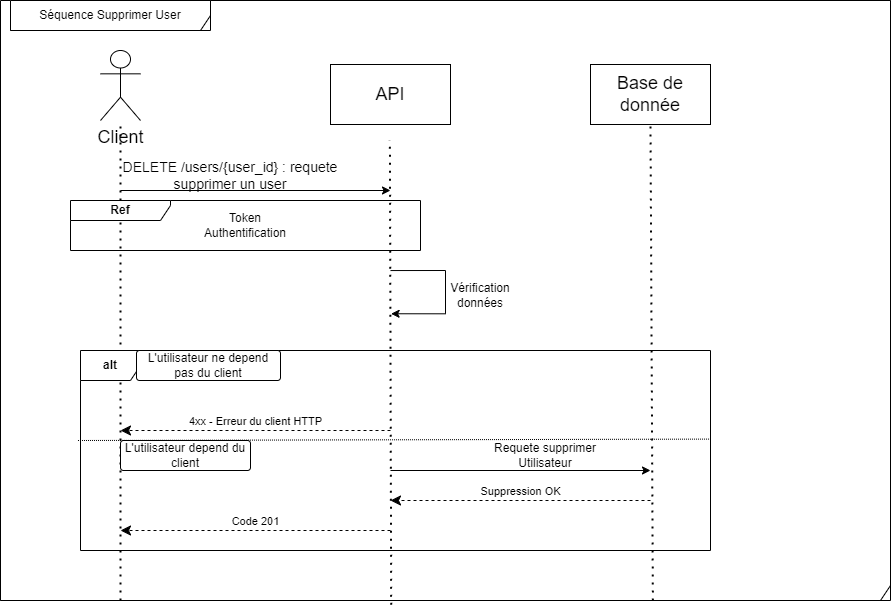 Séquence Supprimer User
Client
API
Base de
donnée
DELETE /users/{user_id} : requete
supprimer un user
Ref
Token
Authentification
Vérification
données
alt
L'utilisateur ne depend
pas du client
4xx - Erreur du client HTTP
L'utilisateur depend du
client
Requete supprimer
Utilisateur
Suppression OK
Code 201